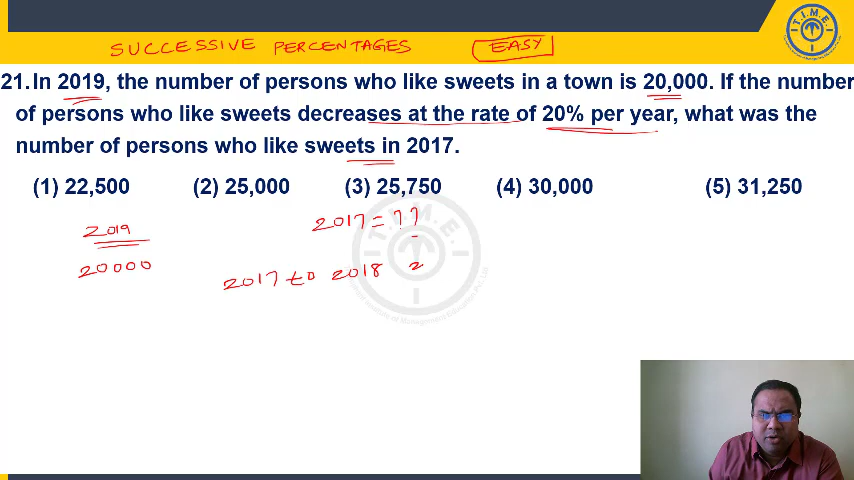 T.I.M.E.
SUCCESSIVE PERCENTAGES EASY
21. In 2019, the number of persons who like sweets in a town is 20,000. If the number
of persons who like sweets decreases at the rate of 20% per year, what was the
number of persons who like sweets in 2017.
(1) 22,500 (2) 25,000 (3) 25,750 (4) 30,000 (5) 31,250
2019 2017 = ??
20000 2017 to 2018 2
T.I.M.E.